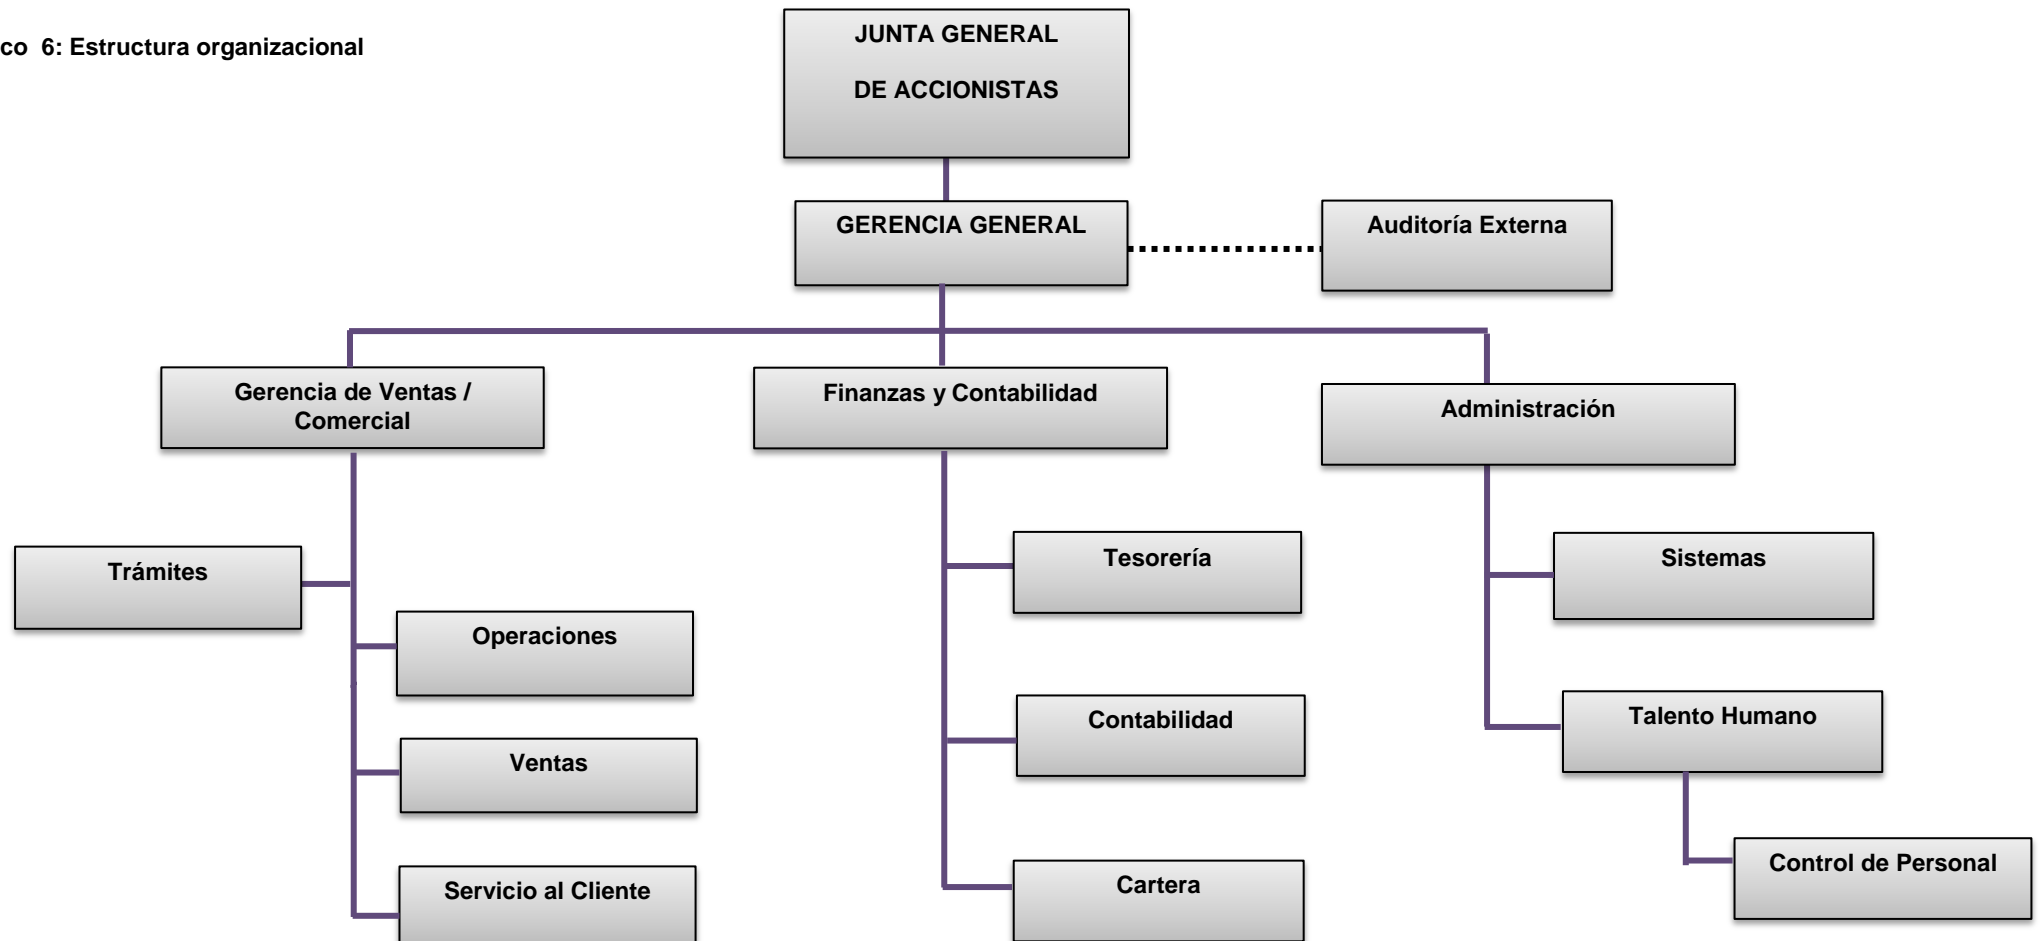 co 6: Estructura organizacional
JUNTA GENERAL
DE ACCIONISTAS
GERENCIA GENERAL
Auditoría Externa
Gerencia de Ventas /
Comercial
Finanzas y Contabilidad
Administración
Trámites
Operaciones
Ventas
Servicio al Cliente
Tesorería
Contabilidad
Cartera
Sistemas
Talento Humano
Control de Personal